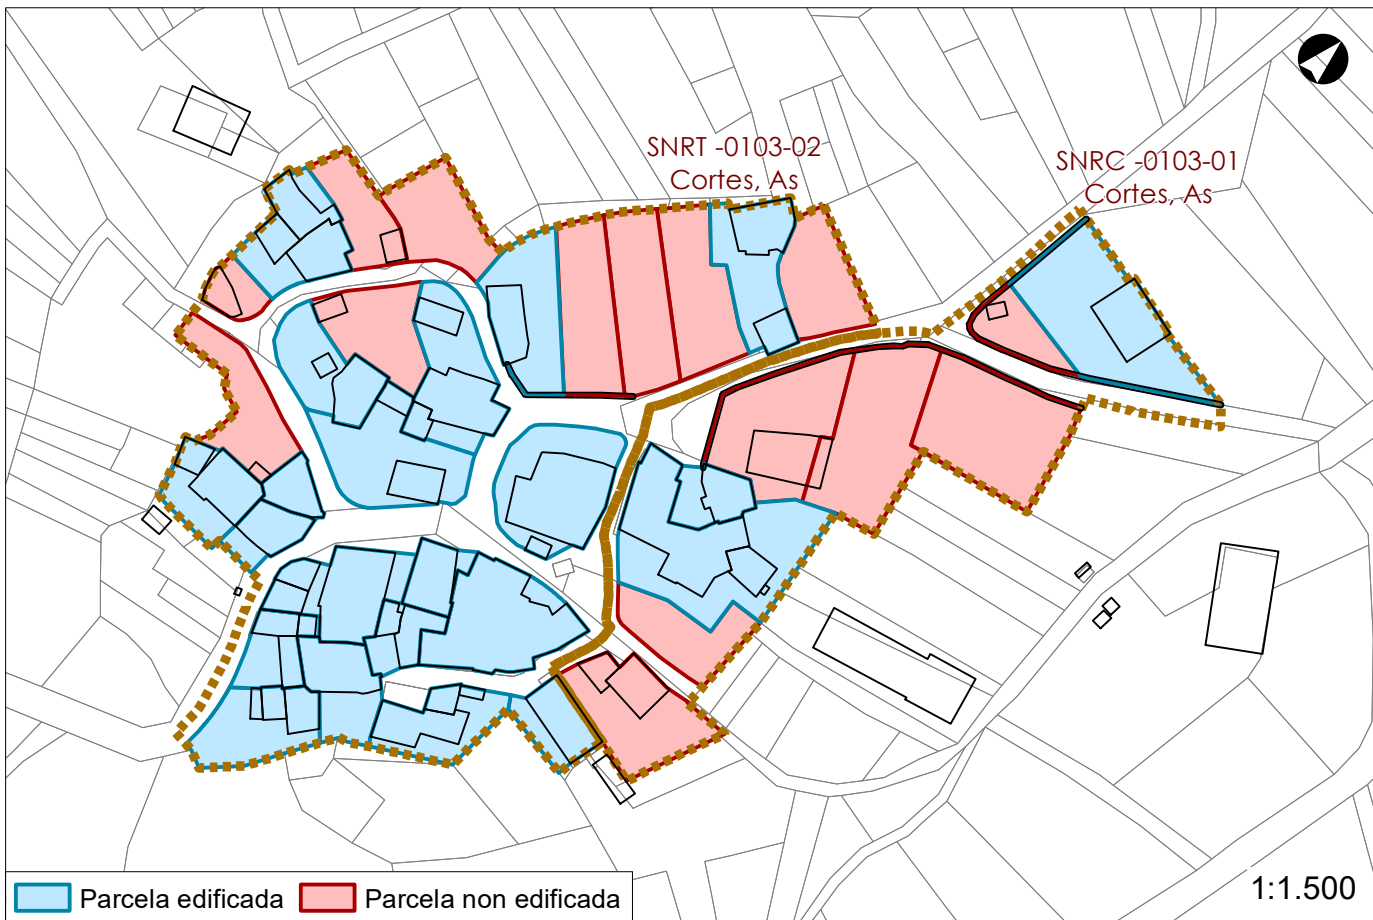 SNRT -0103-02
Cortes, As
SNRC -0103-01
Cortes, As
Parcela edificada
Parcela non edificada
1:1.500